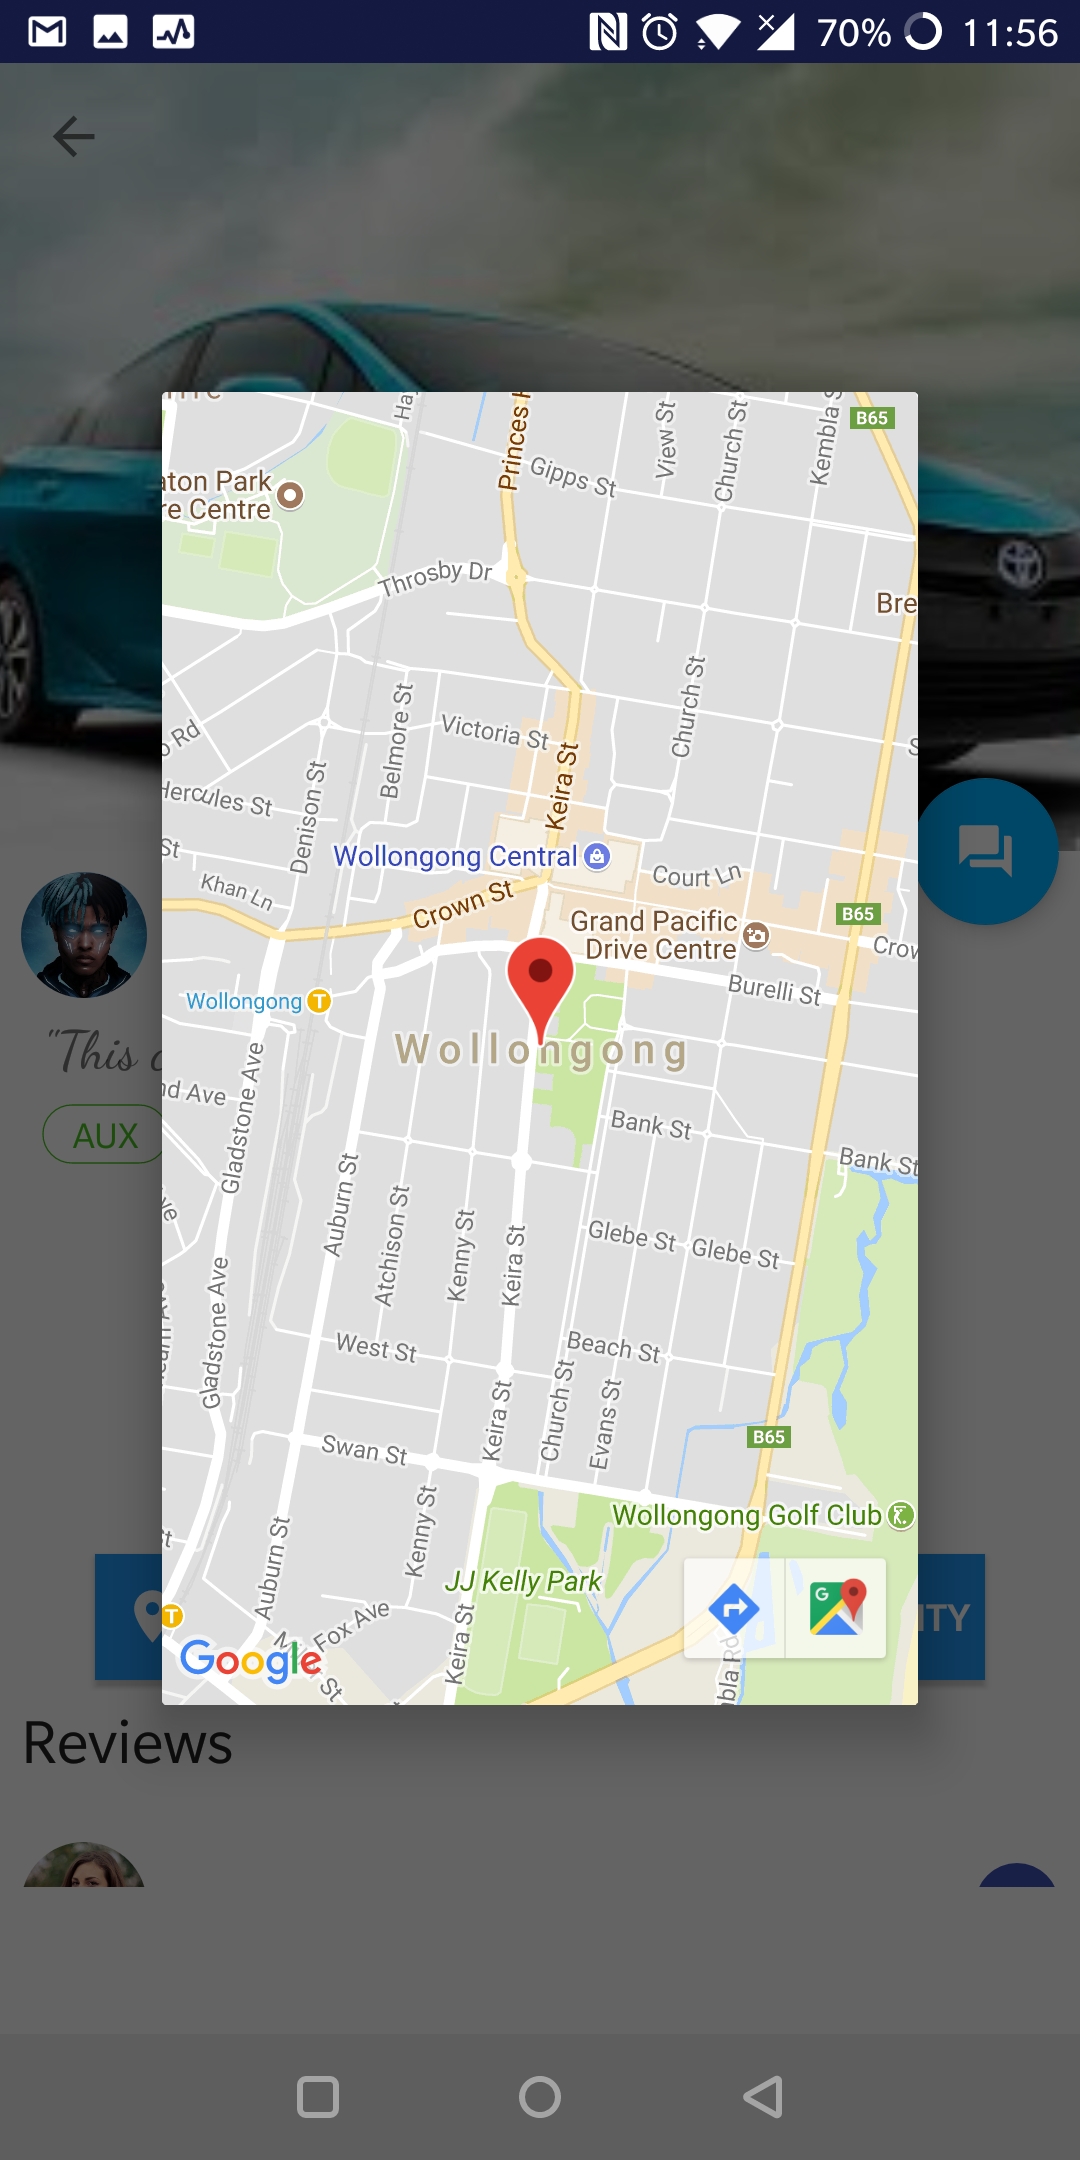 70% 11:56
Princes
Gipps St
View St
Church St
Kembla
B65
aton Park
re Centre
Throsby Dr
Bre
Church St
Victoria St
Keira St
Belmore St
Denison St
o Rd
Hercules St
St
Khan Ln
Wollongong Central
Court Ln
Crown St
Grand Pacific
Drive Centre
B65
Crow
Burelli St
Wollongong T
"This
Wollongong
AUX
nd Ave
Gladstone Ave
Bank St
Bank St
Auburn St
Atchison St
Kenny St
Keira St
Glebe St
Glebe St
Gladstone Ave
West St
Beach St
Keira St
Church St
Evans St
B65
Swan St
Wollongong Golf Club
Kenny St
Auburn St
JJ Kelly Park
T
Fox Ave
St
Keira St
bla Rd
G
ITY
Google
Reviews